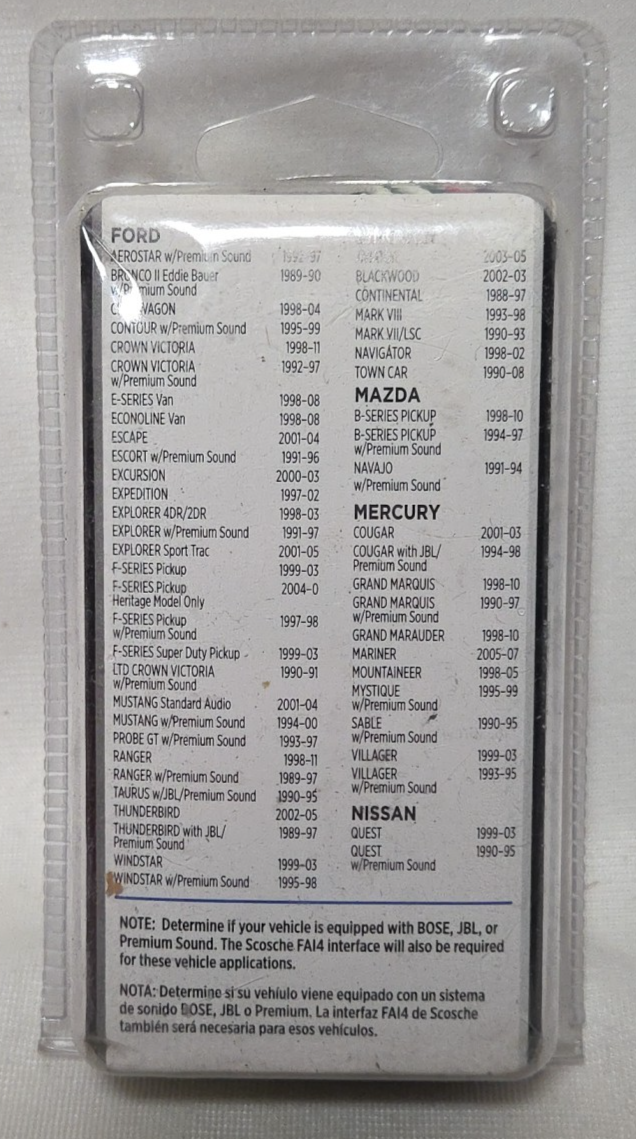 FORD
AEROSTAR w/Premium Sound 1992-97
BRONCO II Eddie Bauer 1989-90
w/Premium Sound
WAGON 1998-04
CONTOUR w/Premium Sound 1995-99
CROWN VICTORIA 1998-11
CROWN VICTORIA 1992-97
w/Premium Sound
E-SERIES Van 1998-08
ECONOLINE Van 1998-08
ESCAPE 2001-04
ESCORT w/Premium Sound 1991-96
EXCURSION 2000-03
EXPEDITION 1997-02
EXPLORER 4DR/2DR 1998-03
EXPLORER w/Premium Sound 1991-97
EXPLORER Sport Trac 2001-05
F-SERIES Pickup 1999-03
F-SERIES Pickup 2004-0
Heritage Model Only
F-SERIES Pickup 1997-98
w/Premium Sound
F-SERIES Super Duty Pickup 1999-03
LTD CROWN VICTORIA 1990-91
w/Premium Sound
MUSTANG Standard Audio 2001-04
MUSTANG w/Premium Sound 1994-00
PROBE GT w/Premium Sound 1993-97
RANGER 1998-11
RANGER w/Premium Sound 1989-97
TAURUS w/JBL/Premium Sound 1990-95
THUNDERBIRD 2002-05
THUNDERBIRD with JBL/ 1989-97
Premium Sound
WINDSTAR 1999-03
WINDSTAR w/Premium Sound 1995-98
2003-05
BLACKWOOD 2002-03
CONTINENTAL 1988-97
MARK VIII 1993-98
MARK VII/LSC 1990-93
NAVIGATOR 1998-02
TOWN CAR 1990-08
MAZDA
B-SERIES PICKUP 1998-10
B-SERIES PICKUP 1994-97
w/Premium Sound
NAVAJO 1991-94
w/Premium Sound
MERCURY
COUGAR 2001-03
COUGAR with JBL/ 1994-98
Premium Sound
GRAND MARQUIS 1998-10
GRAND MARQUIS 1990-97
w/Premium Sound
GRAND MARAUDER 1998-10
MARINER 2005-07
MOUNTAINEER 1998-05
MYSTIQUE 1995-99
w/Premium Sound
SABLE 1990-95
w/Premium Sound
VILLAGER 1999-03
VILLAGER 1993-95
w/Premium Sound
NISSAN
QUEST 1999-03
QUEST 1990-95
w/Premium Sound
NOTE: Determine if your vehicle is equipped with BOSE, JBL, or
Premium Sound. The Scosche FAI4 interface will also be required
for these vehicle applications.
NOTA: Determine si su vehíulo viene equipado con un sistema
de sonido BOSE, JBL o Premium. La interfaz FAI4 de Scosche
también será necesaria para esos vehículos.